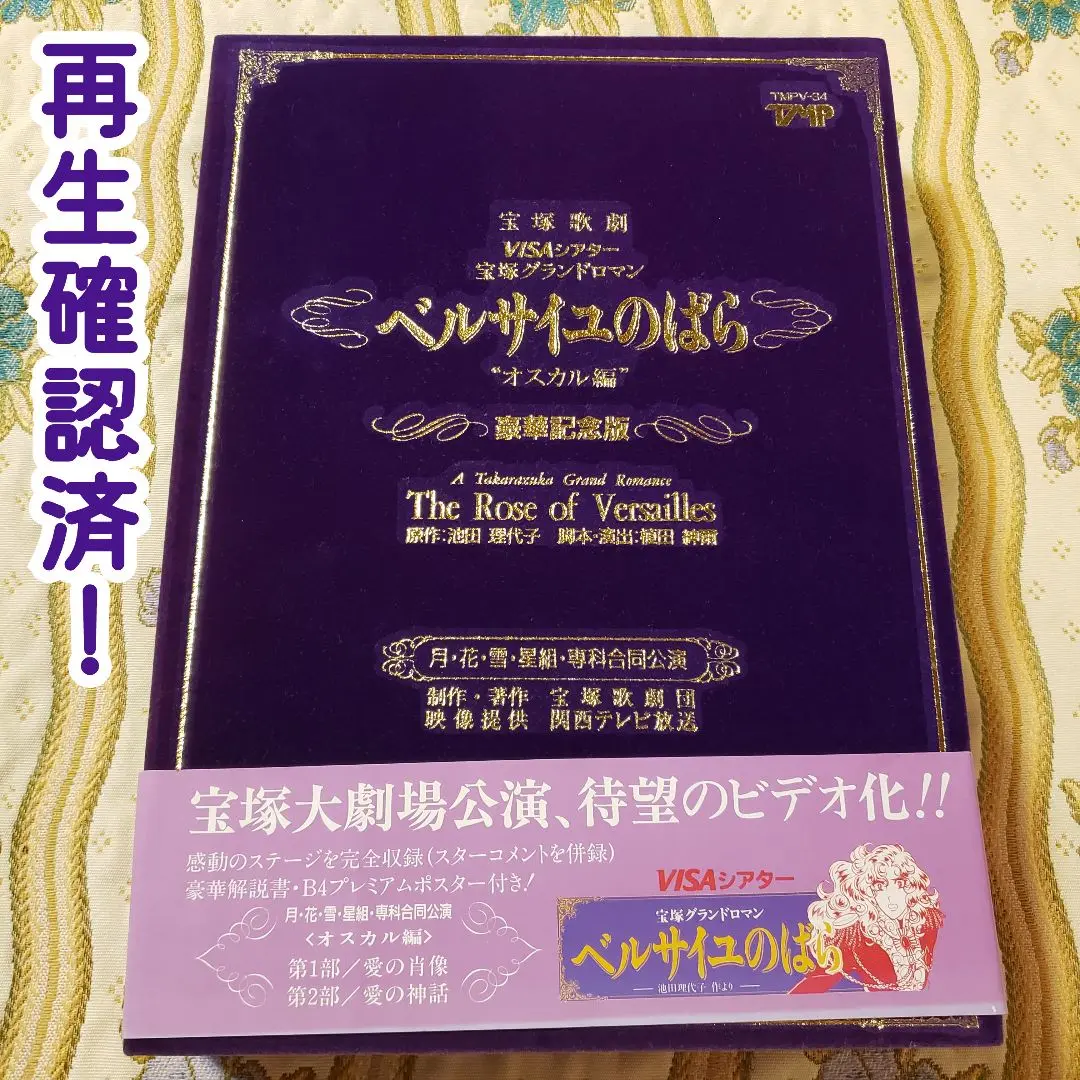 再生確認済！
TMPV-34
TMP
宝塚歌劇
VISAシアター
宝塚グランドロマン
ベルサイユのばら
“オスカル編”
豪華記念版
A Takarazuka Grand Romance
The Rose of Versailles
原作:池田 理代子 脚本・演出:植田 紳爾
月・花・雪・星組・専科合同公演
制作・著作 宝塚歌劇団
映像提供 関西テレビ放送
宝塚大劇場公演、待望のビデオ化!!
感動のステージを完全収録(スターコメントを併録)
豪華解説書・B4プレミアムポスター付き!
月・花・雪・星組・専科合同公演
〈オスカル編〉
第1部／愛の肖像
第2部／愛の神話
VISAシアター
宝塚グランドロマン
ベルサイユのばら
池田理代子 作より